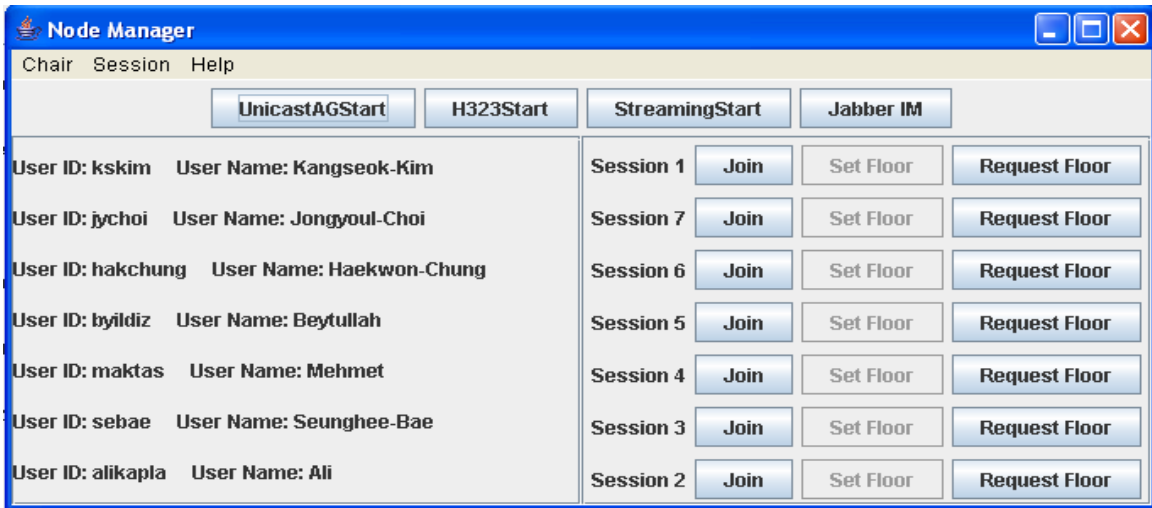 Node Manager
Chair Session Help
UnicastAGStart H323Start StreamingStart Jabber IM
User ID: kskim User Name: Kangseok-Kim
User ID: jychoi User Name: Jongyoul-Choi
User ID: hakchung User Name: Haekwon-Chung
User ID: byildiz User Name: Beytullah
User ID: maktas User Name: Mehmet
User ID: sebae User Name: Seunghee-Bae
User ID: alikapla User Name: Ali
Session 1 Join Set Floor Request Floor
Session 7 Join Set Floor Request Floor
Session 6 Join Set Floor Request Floor
Session 5 Join Set Floor Request Floor
Session 4 Join Set Floor Request Floor
Session 3 Join Set Floor Request Floor
Session 2 Join Set Floor Request Floor